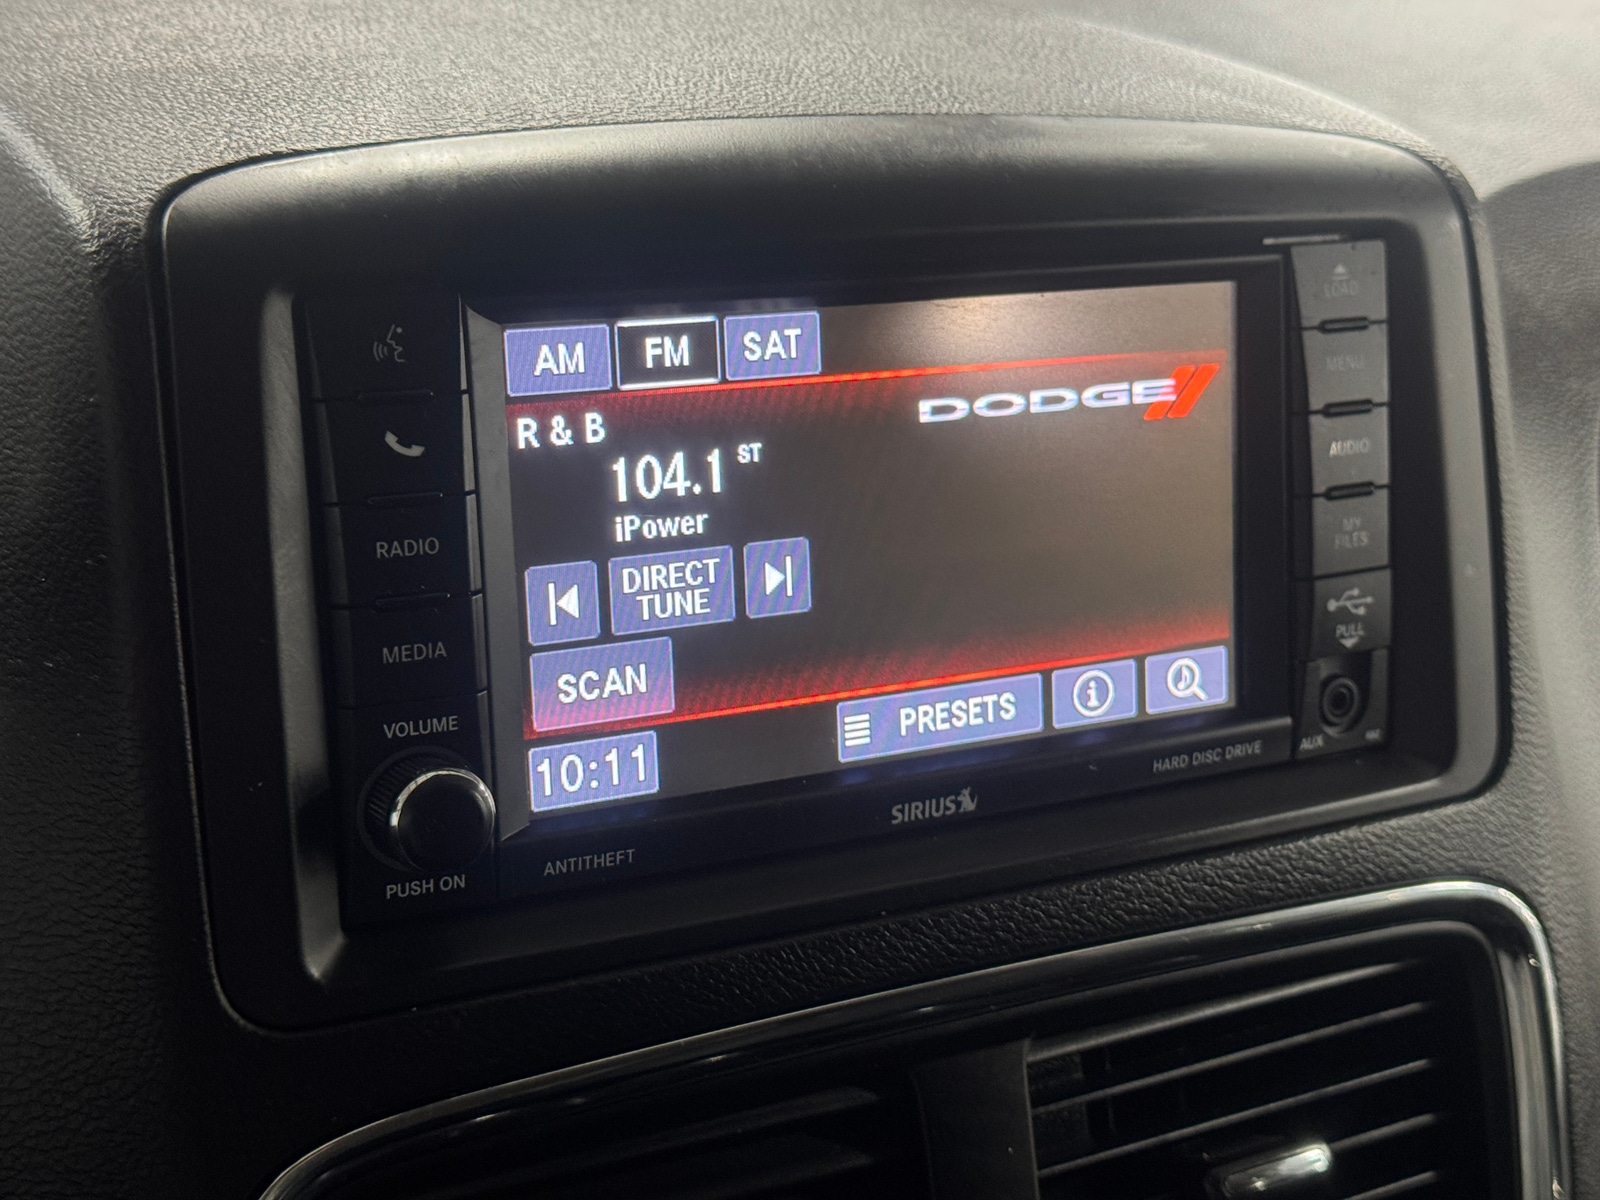 AM
FM
SAT
DODGE
R & B
104.1 ST
iPower
DIRECT
TUNE
SCAN
PRESETS
i
10:11
RADIO
MEDIA
VOLUME
PUSH ON
ANTITHEFT
SIRIUS
HARD DISC DRIVE
LOAD
MENU
AUDIO
MY
FILES
PULL
AUX